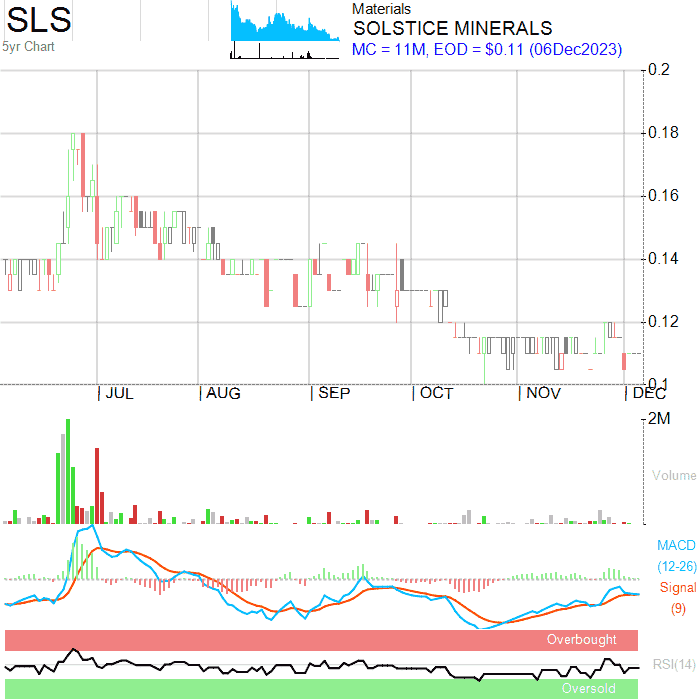 SLS
5yr Chart
Materials
SOLSTICE MINERALS
MC = 11M, EOD = $0.11 (06Dec2023)
0.2
0.18
0.16
0.14
0.12
0.1
JUL
AUG
SEP
OCT
NOV
DEC
2M
Volume
MACD
(12-26)
Signal
(9)
Overbought
RSI(14)
Oversold